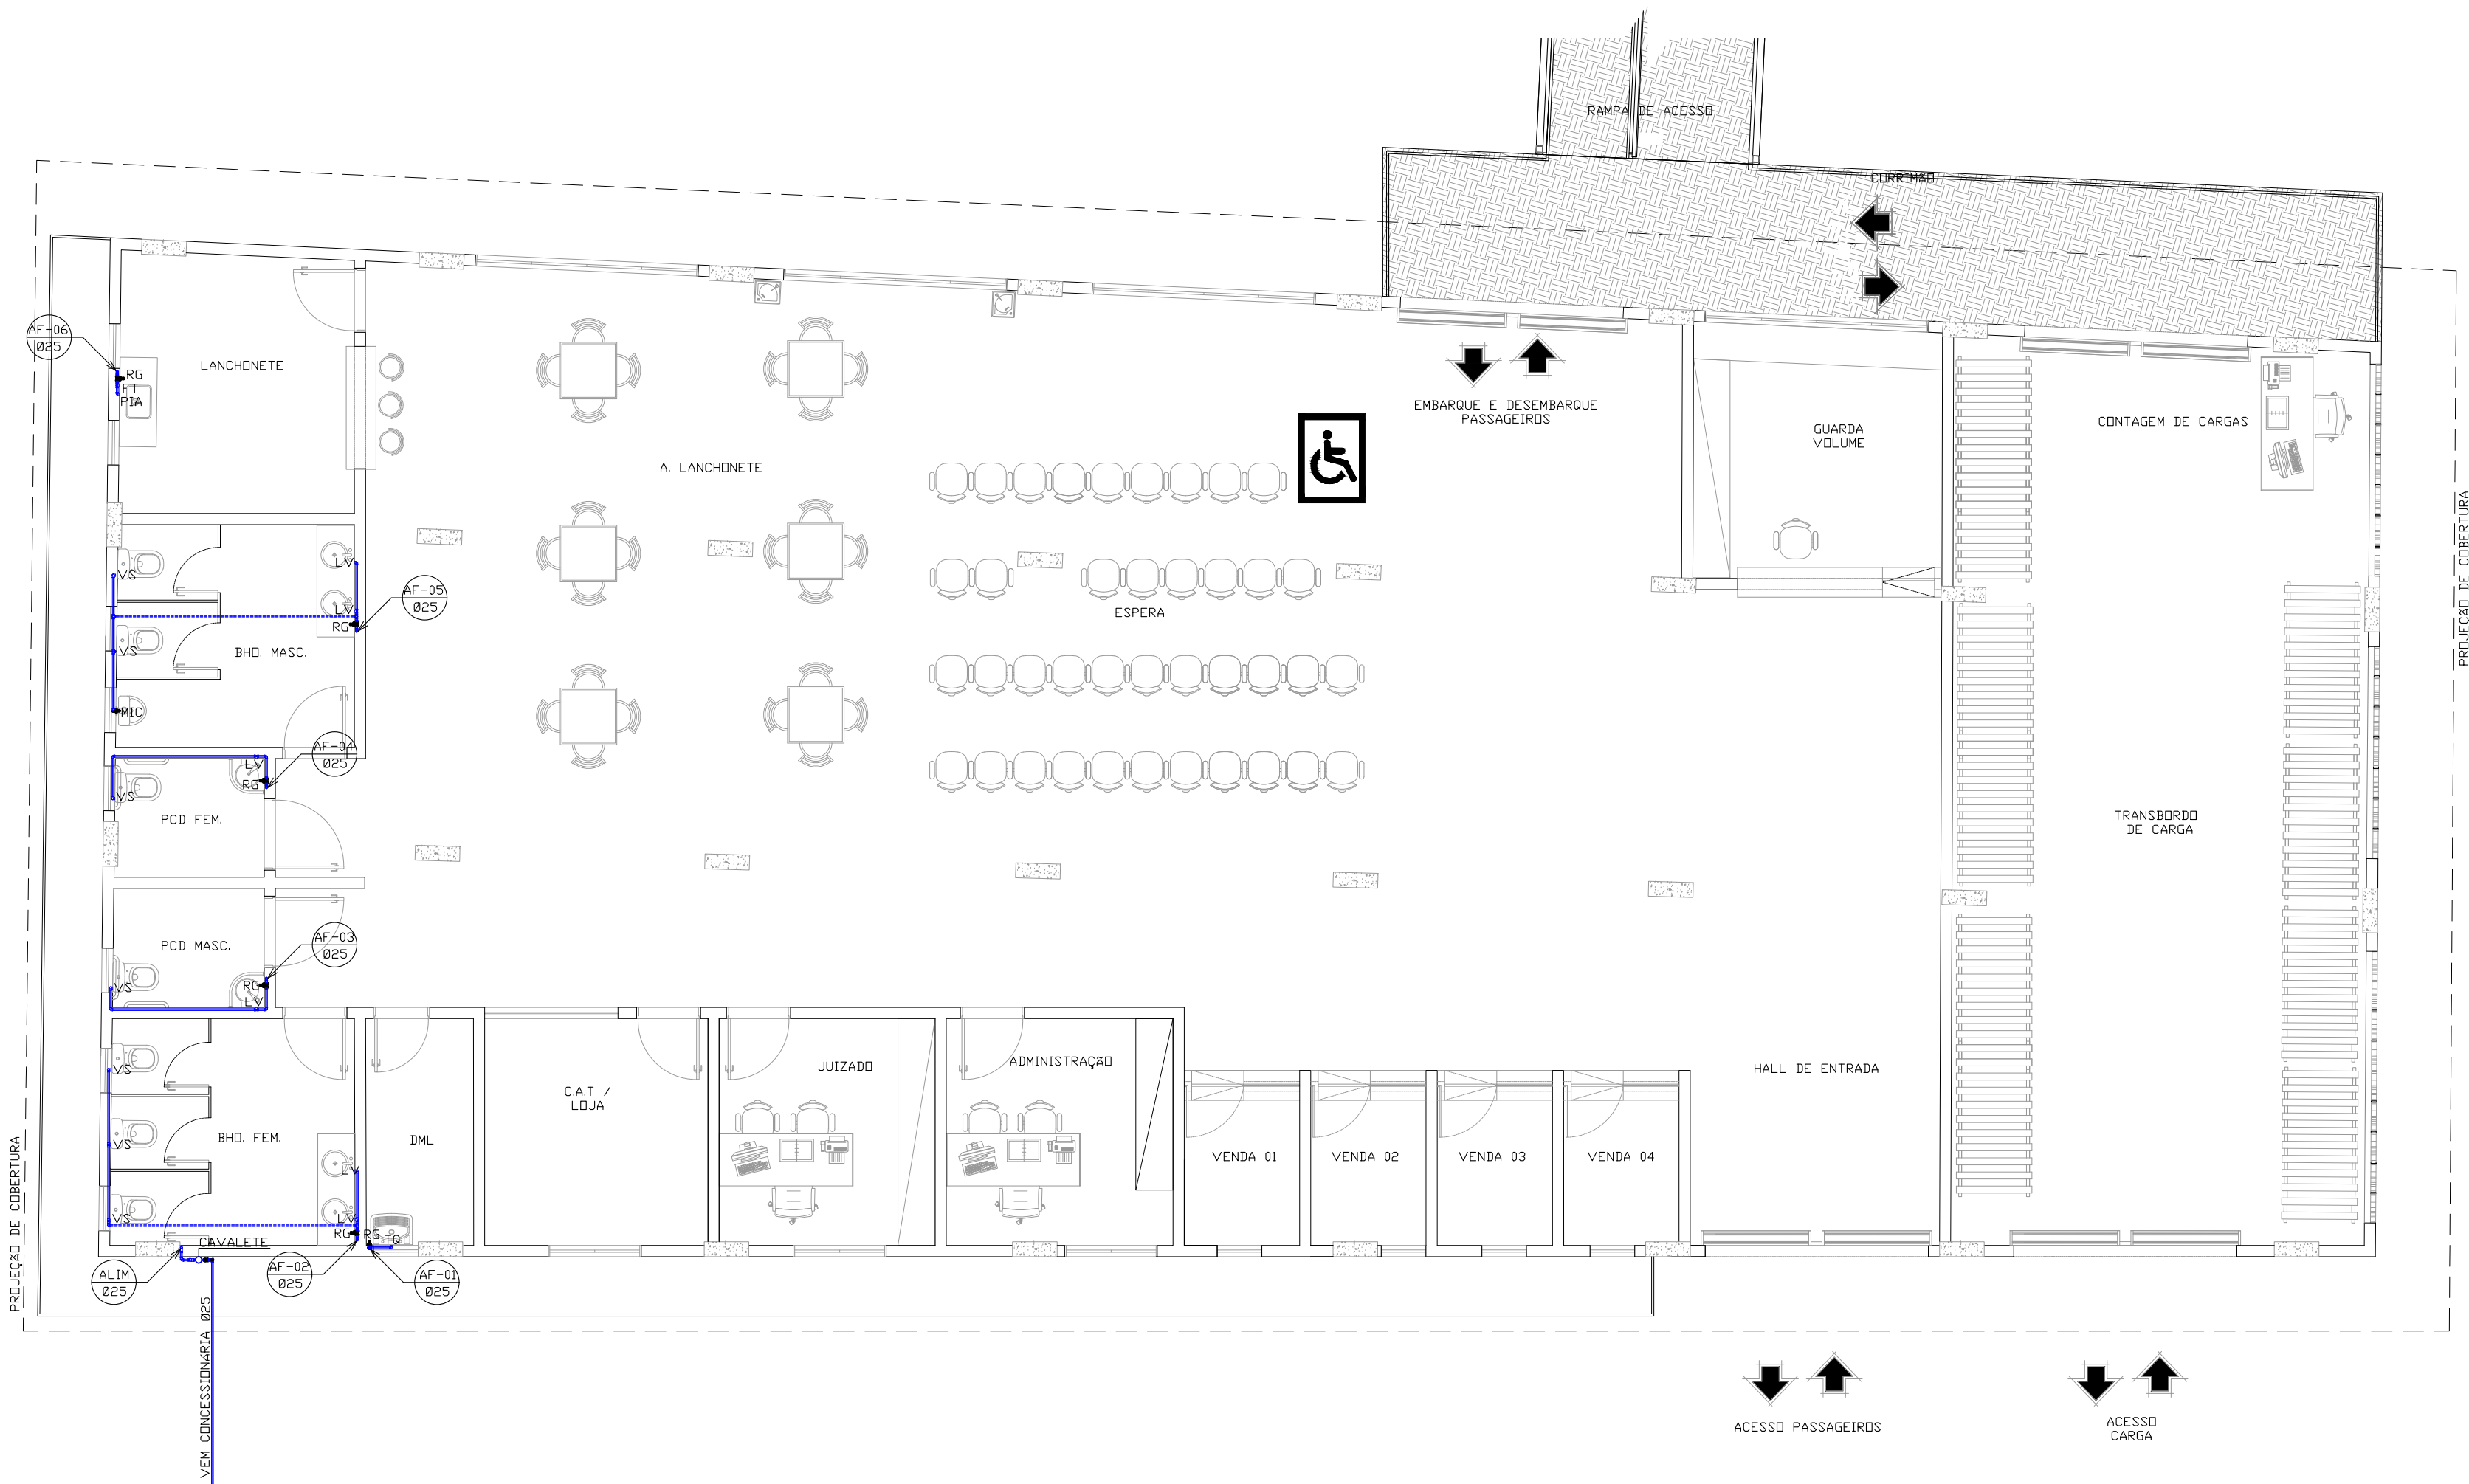 RAMPA DE ACESSO
CORRIMÃO
AF-06
Ø25
RG
FT
PIA
LANCHONETE
A. LANCHONETE
EMBARQUE E DESEMBARQUE
PASSAGEIROS
GUARDA
VOLUME
CONTAGEM DE CARGAS
PROJEÇÃO DE COBERTURA
VS
LV
LV
RG
AF-05
Ø25
ESPERA
VS
BHO. MASC.
MIC
AF-04
Ø25
LV
RG
VS
PCD FEM.
TRANSBORDO
DE CARGA
PCD MASC.
AF-03
Ø25
RG
LV
VS
VS
VS
VS
BHO. FEM.
LV
LV
RG
RG
TQ
DML
C.A.T /
LOJA
JUIZADO
ADMINISTRAÇÃO
HALL DE ENTRADA
VENDA 01
VENDA 02
VENDA 03
VENDA 04
PROJEÇÃO DE COBERTURA
CAVALETE
ALIM
Ø25
AF-02
Ø25
AF-01
Ø25
VEM CONCESSIONÁRIA Ø25
ACESSO PASSAGEIROS
ACESSO
CARGA